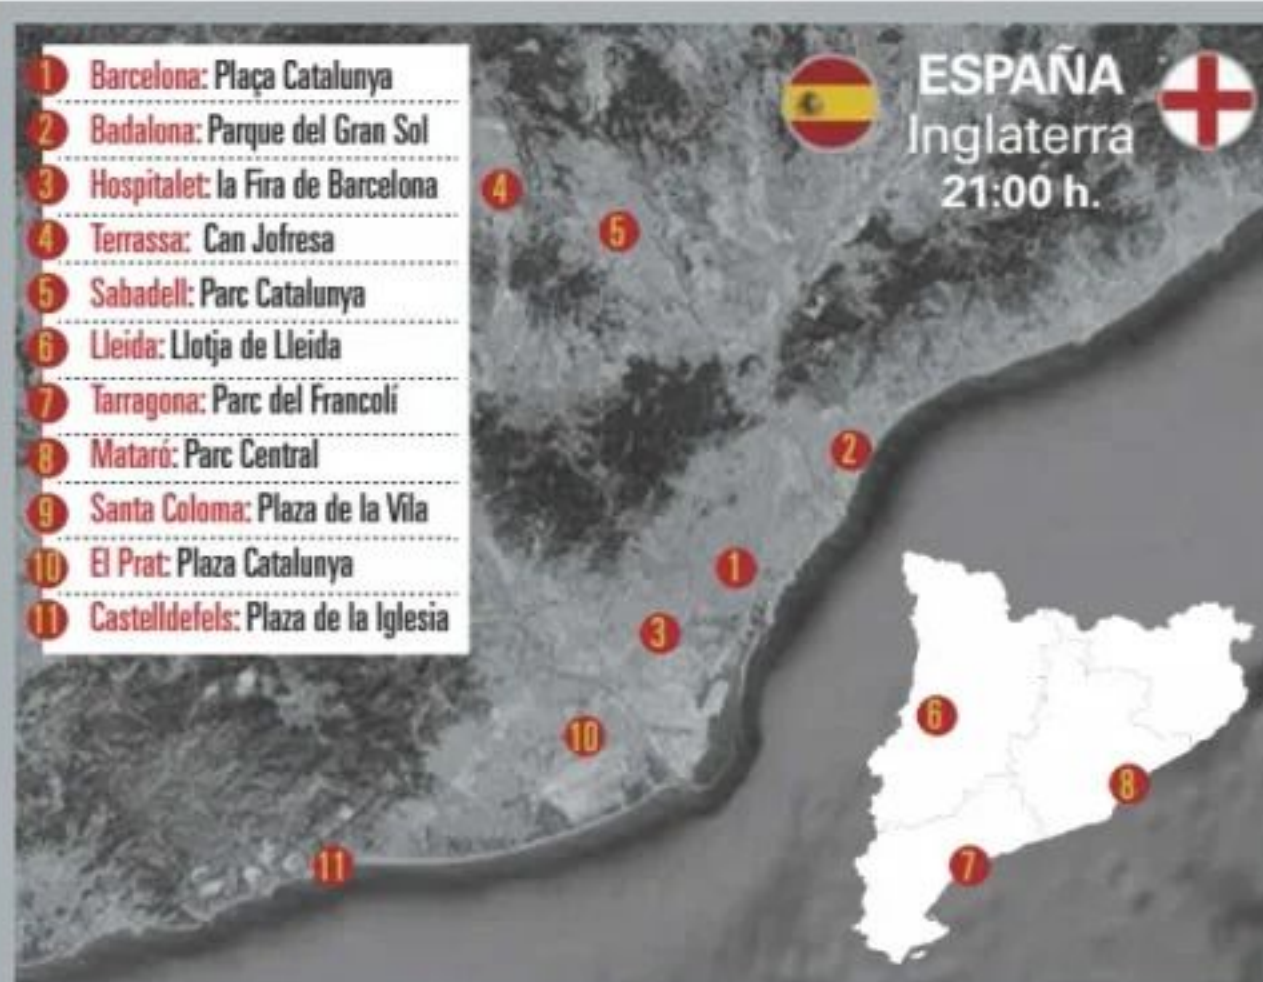 1 Barcelona: Plaça Catalunya
2 Badalona: Parque del Gran Sol
3 Hospitalet: la Fira de Barcelona
4 Terrassa: Can Jofresa
5 Sabadell: Parc Catalunya
6 Lleida: Llotja de Lleida
7 Tarragona: Parc del Francolí
8 Mataró: Parc Central
9 Santa Coloma: Plaza de la Vila
10 El Prat: Plaza Catalunya
11 Castelldefels: Plaza de la Iglesia
ESPAÑA
Inglaterra
21:00 h.
4
5
2
1
3
10
11
6
8
7